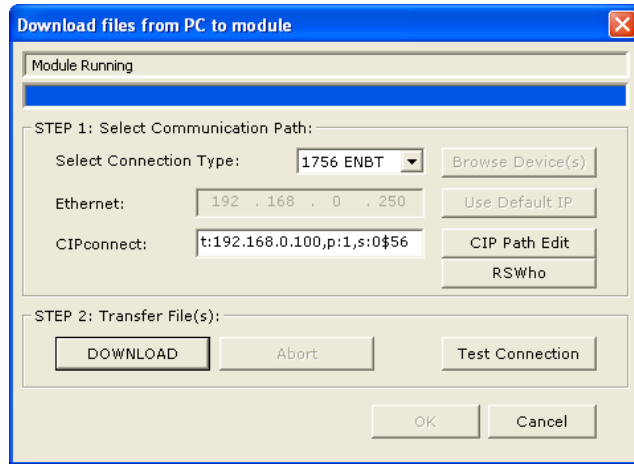 Download files from PC to module
Module Running
STEP 1: Select Communication Path:
Select Connection Type: 1756 ENBT Browse Device(s)
Ethernet: 192 . 168 . 0 . 250 Use Default IP
CIPconnect: t:192.168.0.100,p:1,s:0$56 CIP Path Edit
RSWho
STEP 2: Transfer File(s):
DOWNLOAD Abort Test Connection
OK Cancel